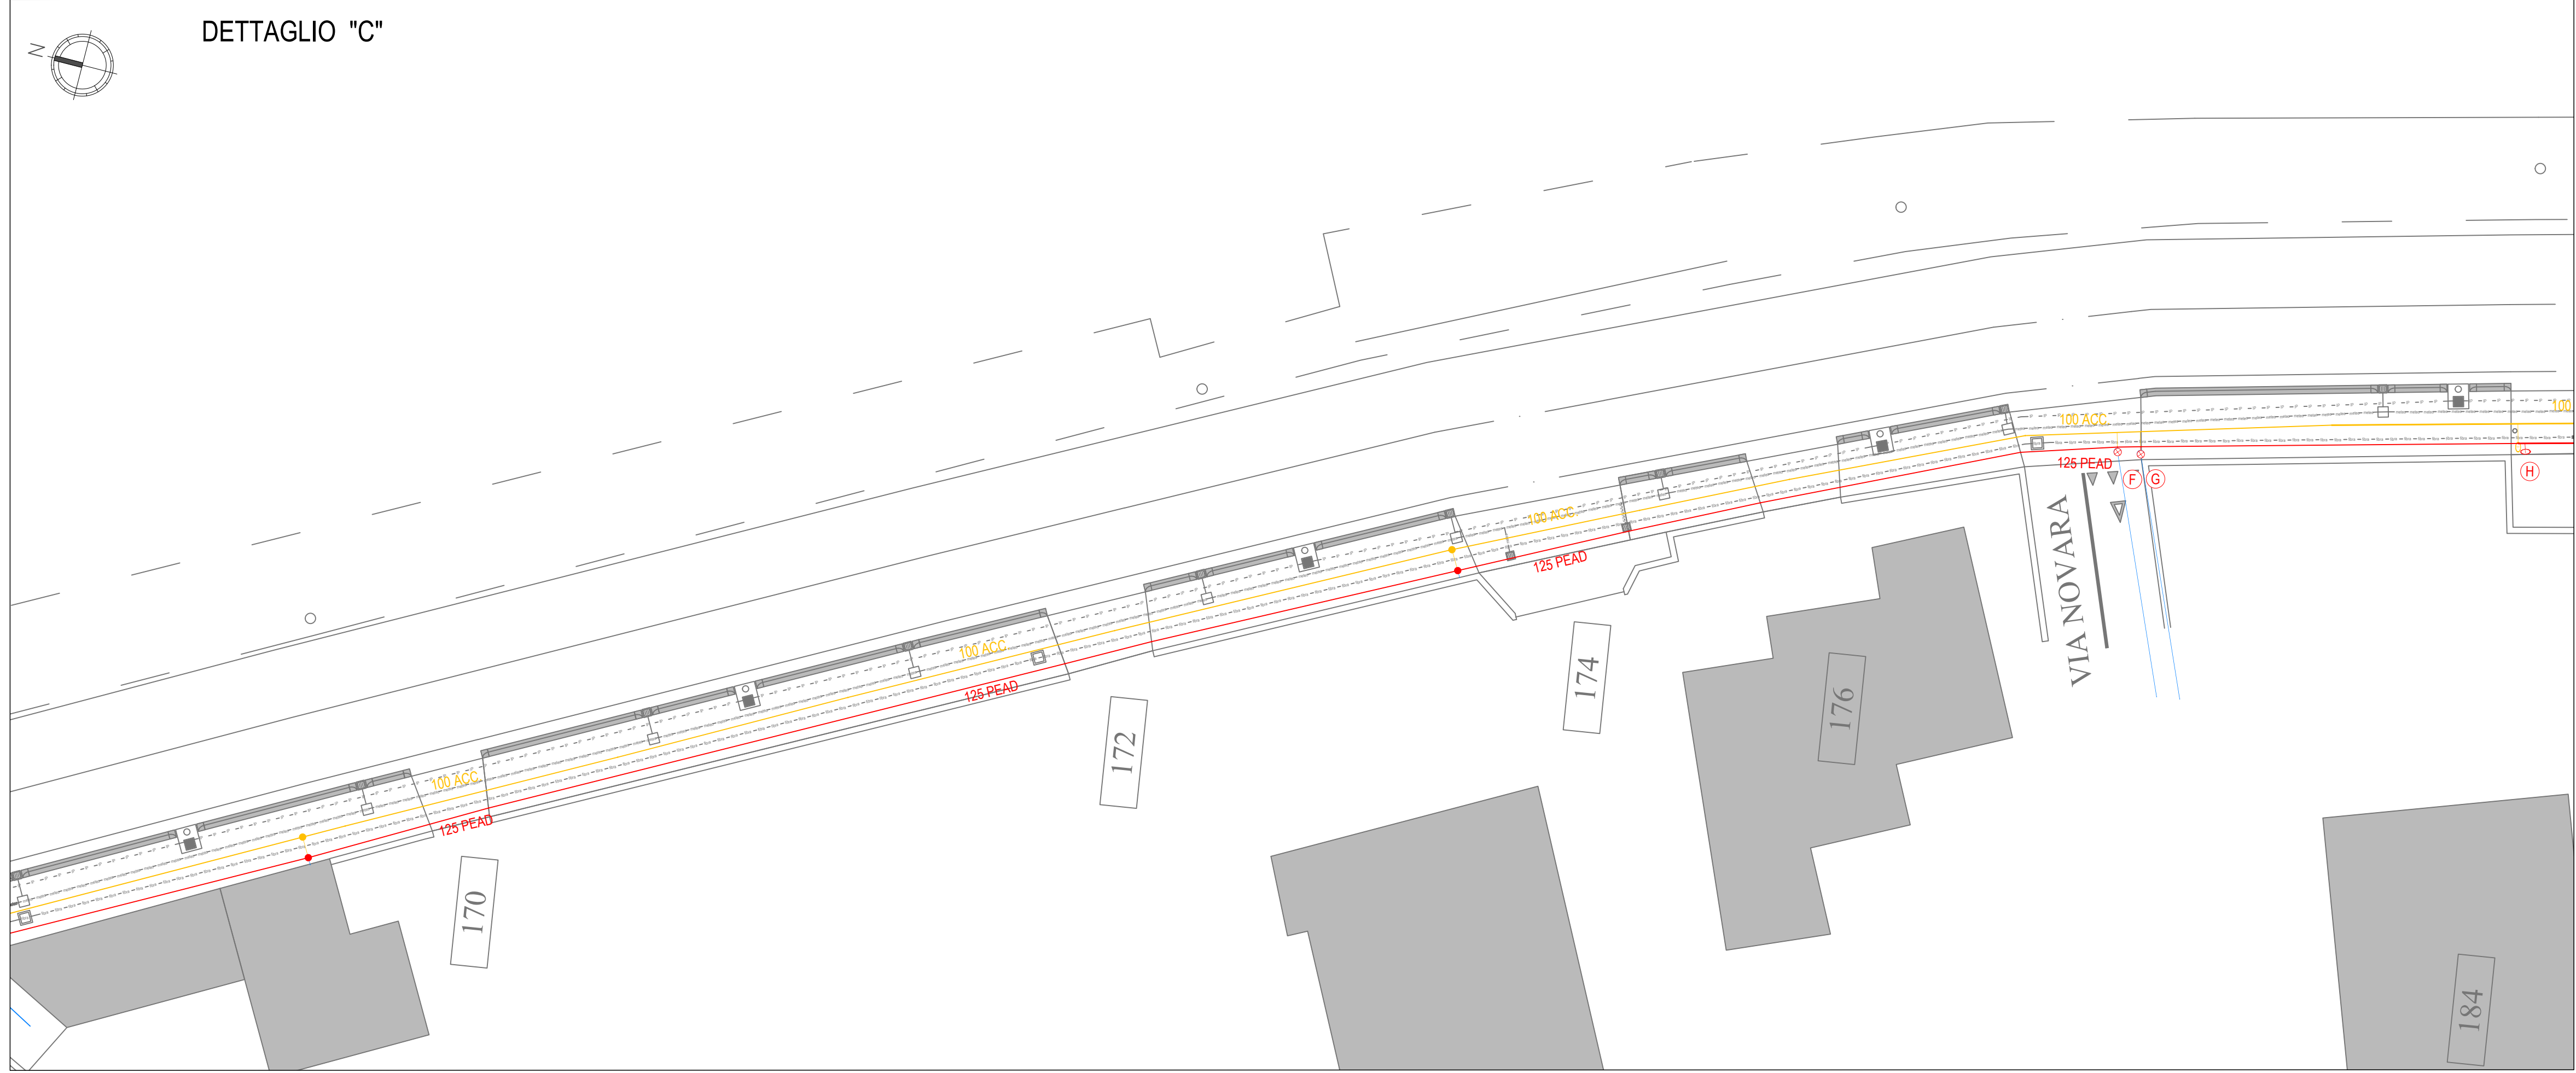 DETTAGLIO "C"
N
100 ACC.
100
125 PEAD
F
G
H
VIA NOVARA
100 ACC.
125 PEAD
174
176
100 ACC.
125 PEAD
172
100 ACC.
125 PEAD
170
184